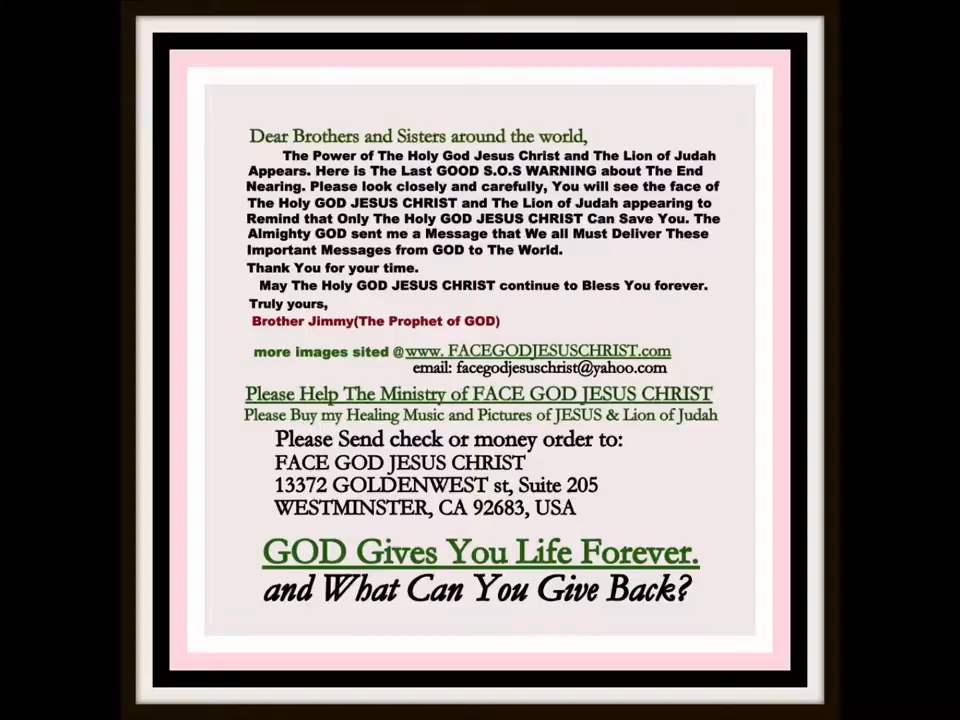 Dear Brothers and Sisters around the world,
The Power of The Holy God Jesus Christ and The Lion of Judah
Appears. Here is The Last GOOD S.O.S WARNING about The End
Nearing. Please look closely and carefully, You will see the face of
The Holy GOD JESUS CHRIST and The Lion of Judah appearing to
Remind that Only The Holy GOD JESUS CHRIST Can Save You. The
Almighty GOD sent me a Message that We all Must Deliver These
Important Messages from GOD to The World.
Thank You for your time.
May The Holy GOD JESUS CHRIST continue to Bless You forever.
Truly yours,
Brother Jimmy(The Prophet of GOD)
more images sited @www. FACEGODJESUSCHRIST.com
email: facegodjesuschrist@yahoo.com
Please Help The Ministry of FACE GOD JESUS CHRIST
Please Buy my Healing Music and Pictures of JESUS & Lion of Judah
Please Send check or money order to:
FACE GOD JESUS CHRIST
13372 GOLDENWEST st, Suite 205
WESTMINSTER, CA 92683, USA
GOD Gives You Life Forever.
and What Can You Give Back?